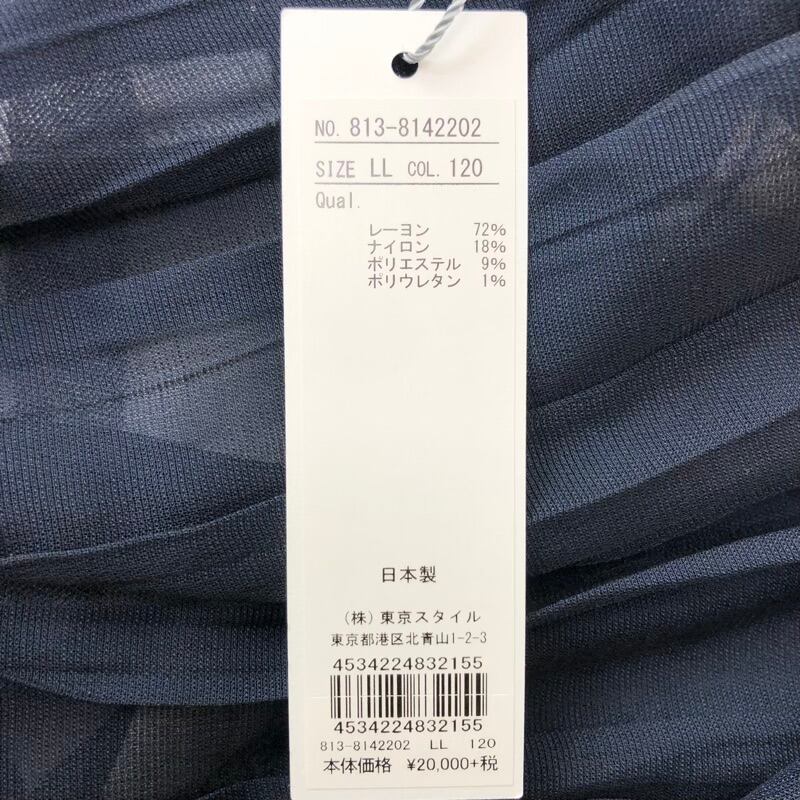 NO. 813-8142202
SIZE LL COL. 120
Qual.
レーヨン 72%
ナイロン 18%
ポリエステル 9%
ポリウレタン 1%
日本製
(株)東京スタイル
東京都港区北青山1-2-3
4534224832155
4534224832155
813-8142202 LL 120
本体価格 ¥20,000+税